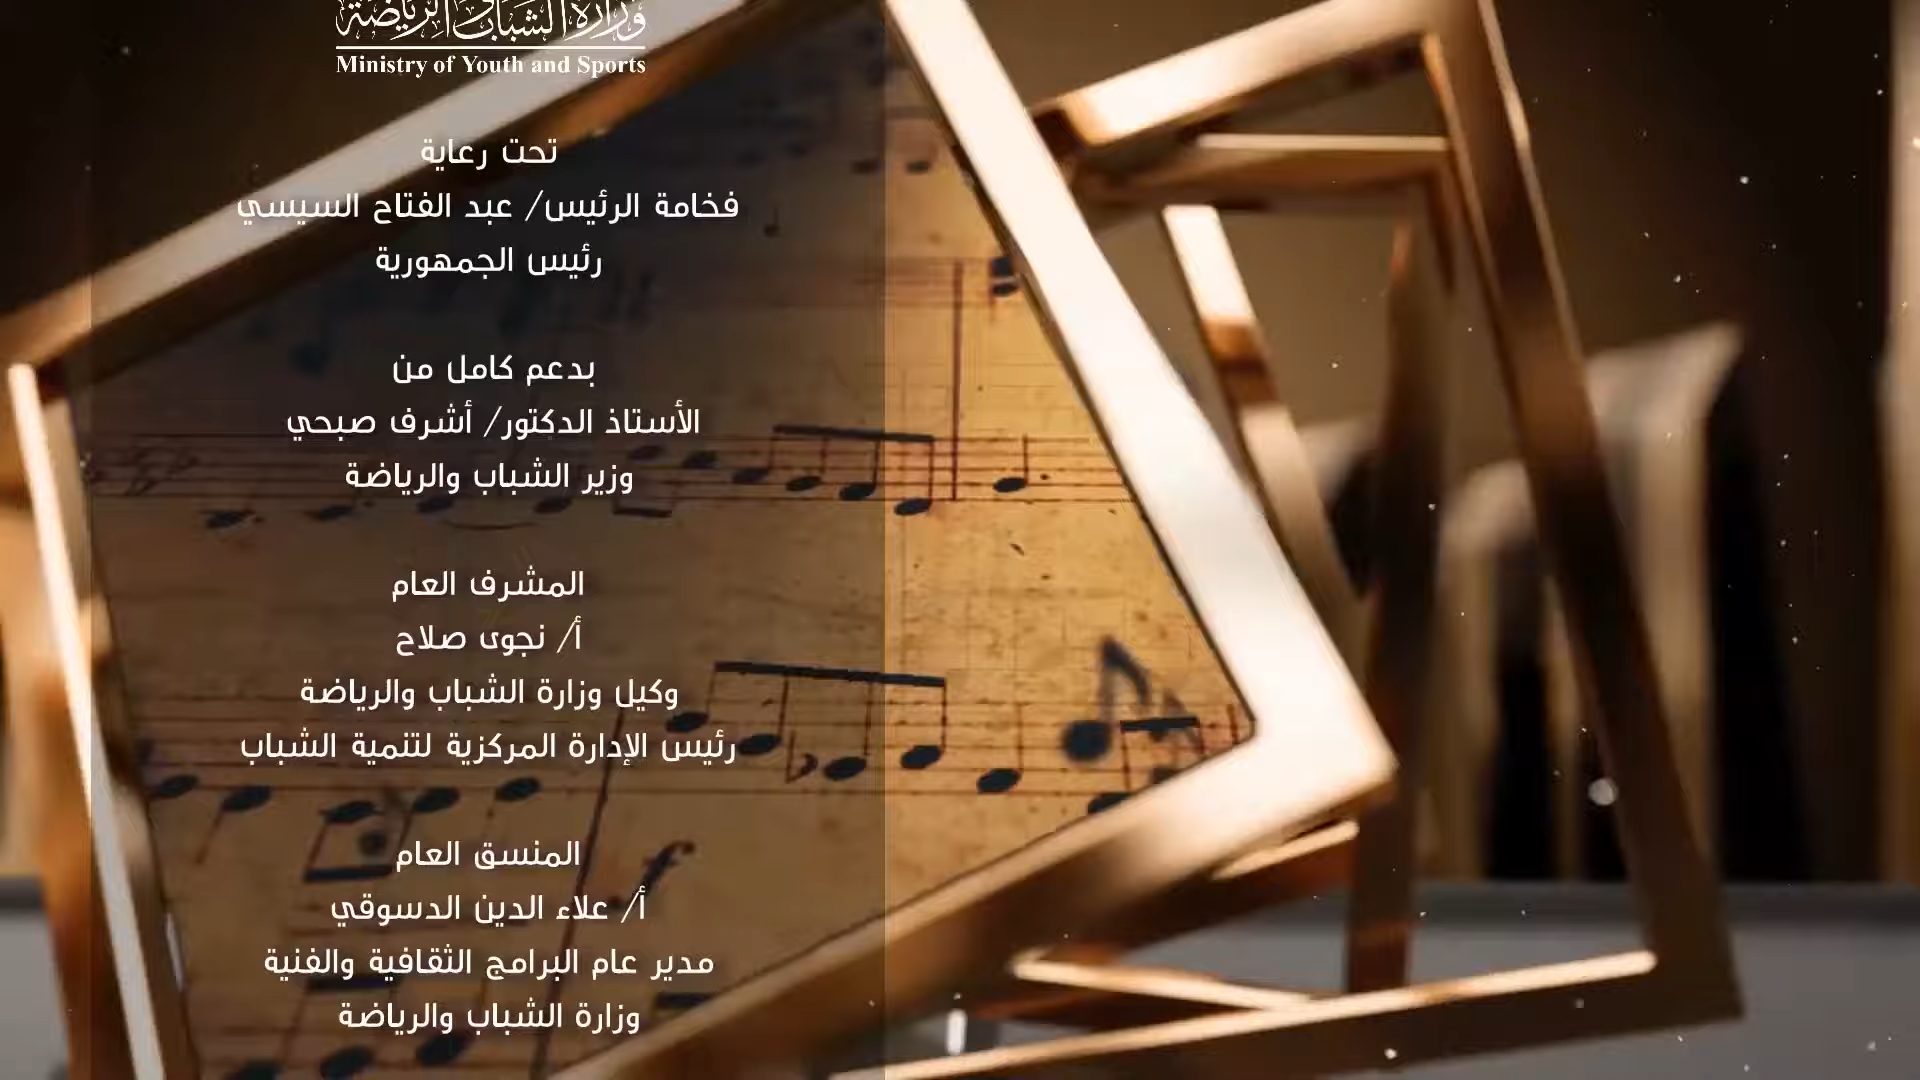 وزارة الشباب والرياضة
Ministry of Youth and Sports
تحت رعاية
فخامة الرئيس/ عبد الفتاح السيسي
رئيس الجمهورية
بدعم كامل من
الأستاذ الدكتور/ أشرف صبحي
وزير الشباب والرياضة
المشرف العام
أ/ نجوى صلاح
وكيل وزارة الشباب والرياضة
رئيس الإدارة المركزية لتنمية الشباب
المنسق العام
أ/ علاء الدين الدسوقي
مدير عام البرامج الثقافية والفنية
وزارة الشباب والرياضة